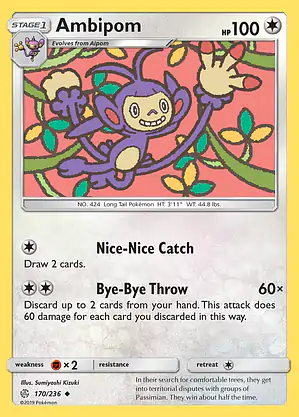 STAGE 1 Ambipom HP 100
Evolves from Aipom
NO. 424 Long Tail Pokémon HT: 3'11" WT: 44.8 lbs.
Nice-Nice Catch
Draw 2 cards.
Bye-Bye Throw 60×
Discard up to 2 cards from your hand. This attack does
60 damage for each card you discarded in this way.
weakness × 2 resistance retreat
Illus. Sumiyoshi Kizuki
170/236
©2019 Pokémon
In their search for comfortable trees, they get
into territorial disputes with groups of
Passimian. They win about half the time.